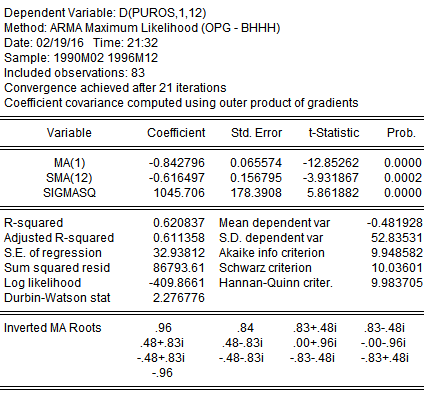 Dependent Variable: D(PUROS,1,12)
Method: ARMA Maximum Likelihood (OPG - BHHH)
Date: 02/19/16 Time: 21:32
Sample: 1990M02 1996M12
Included observations: 83
Convergence achieved after 21 iterations
Coefficient covariance computed using outer product of gradients
Variable Coefficient Std. Error t-Statistic Prob.
MA(1) -0.842796 0.065574 -12.85262 0.0000
SMA(12) -0.616497 0.156795 -3.931867 0.0002
SIGMASQ 1045.706 178.3908 5.861882 0.0000
R-squared 0.620837 Mean dependent var -0.481928
Adjusted R-squared 0.611358 S.D. dependent var 52.83531
S.E. of regression 32.93812 Akaike info criterion 9.948582
Sum squared resid 86793.61 Schwarz criterion 10.03601
Log likelihood -409.8661 Hannan-Quinn criter. 9.983705
Durbin-Watson stat 2.276776
Inverted MA Roots .96 .84 .83+.48i .83-.48i
.48+.83i .48-.83i .00+.96i -.00-.96i
-.48+.83i -.48-.83i -.83-.48i -.83+.48i
-.96